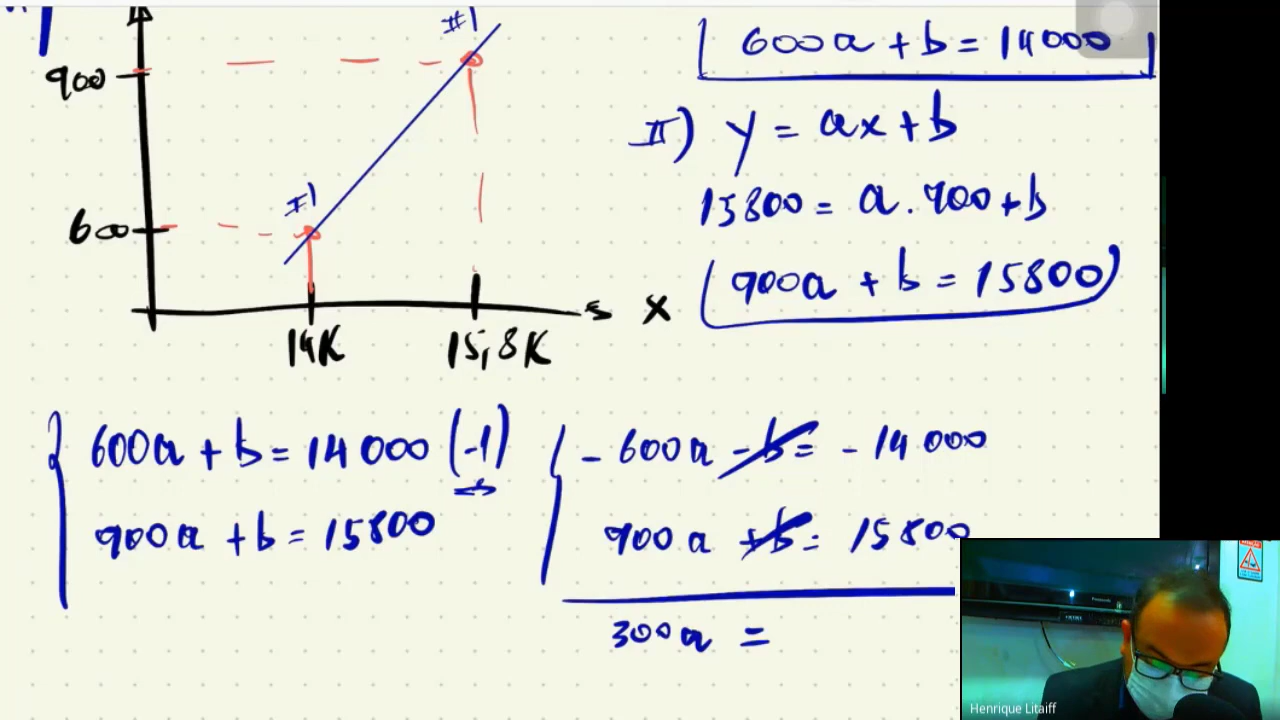 #1
900
I)
600
14K
15,8K
x
600a + b = 14000
II) y = ax + b
15800 = a . 900 + b
900a + b = 15800
600a + b = 14000 (-1)
900a + b = 15800
- 600a - b = - 14000
900a + b = 15800
300a =
Henrique Litaiff